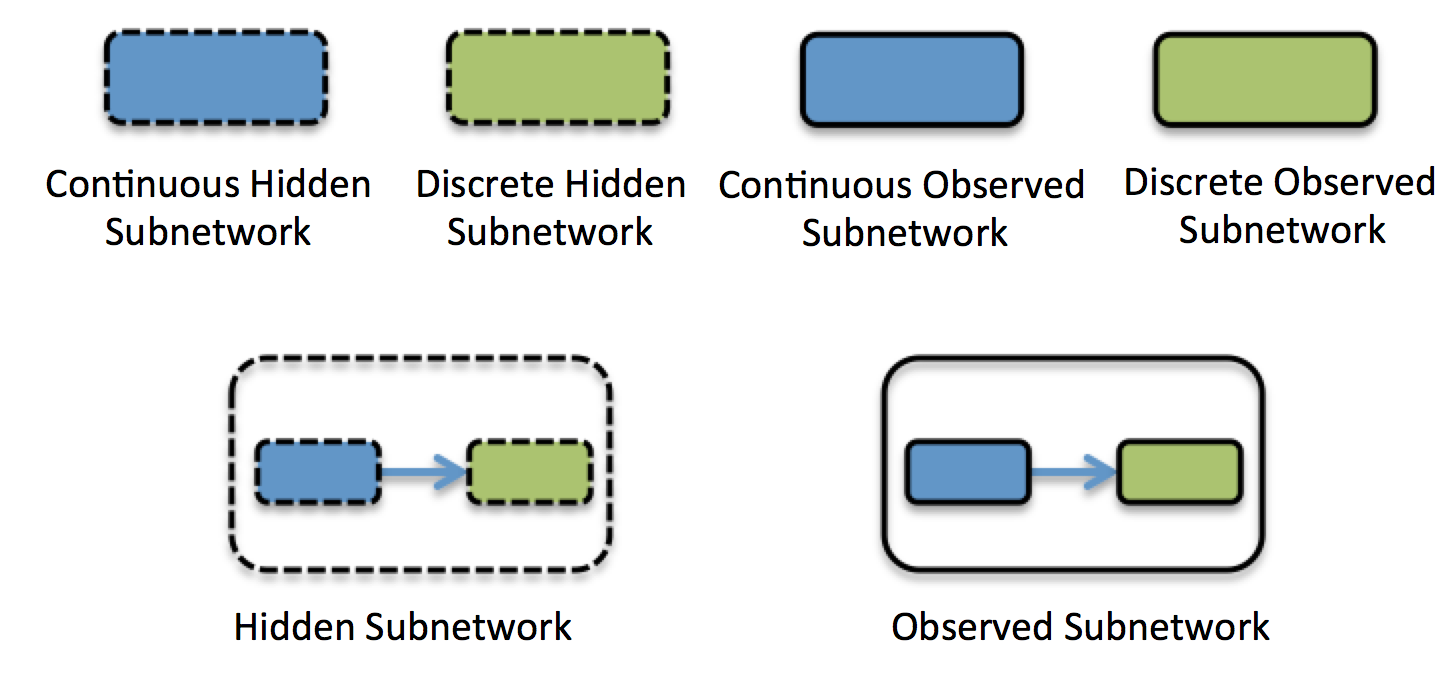 Continuous Hidden
Subnetwork
Discrete Hidden
Subnetwork
Continuous Observed
Subnetwork
Discrete Observed
Subnetwork
Hidden Subnetwork
Observed Subnetwork